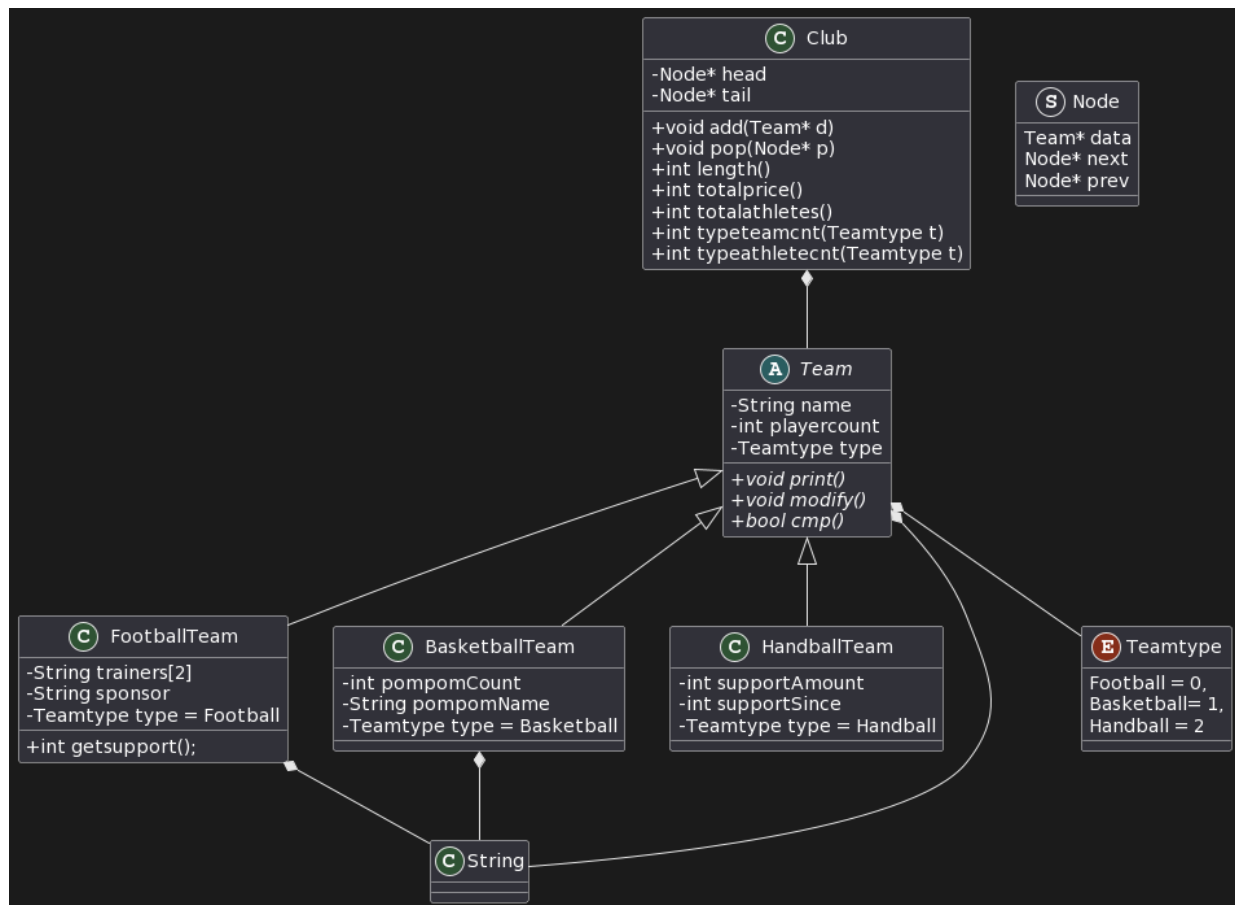 C Club
-Node* head
-Node* tail
+void add(Team* d)
+void pop(Node* p)
+int length()
+int totalprice()
+int totalathletes()
+int typeteamcnt(Teamtype t)
+int typeathletecnt(Teamtype t)
S Node
Team* data
Node* next
Node* prev
A Team
-String name
-int playercount
-Teamtype type
+void print()
+void modify()
+bool cmp()
C FootballTeam
-String trainers[2]
-String sponsor
-Teamtype type = Football
+int getsupport();
C BasketballTeam
-int pompomCount
-String pompomName
-Teamtype type = Basketball
C HandballTeam
-int supportAmount
-int supportSince
-Teamtype type = Handball
E Teamtype
Football = 0,
Basketball= 1,
Handball = 2
C String